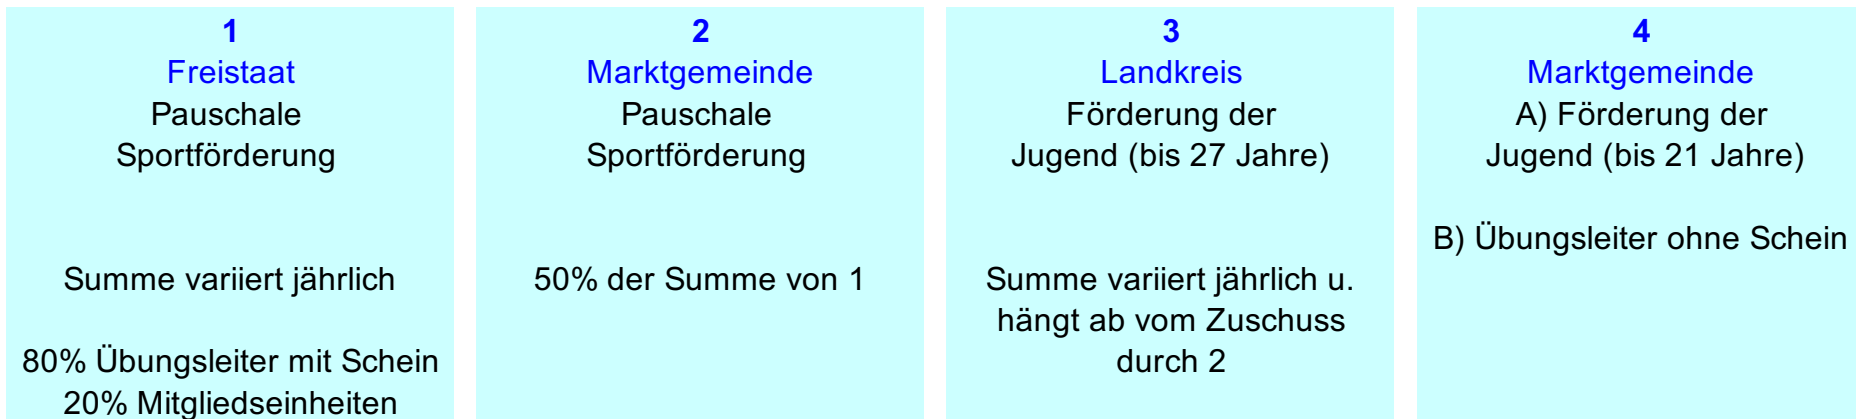 1
Freistaat
Pauschale
Sportförderung
Summe variiert jährlich
80% Übungsleiter mit Schein
20% Mitgliedseinheiten
2
Marktgemeinde
Pauschale
Sportförderung
50% der Summe von 1
3
Landkreis
Förderung der
Jugend (bis 27 Jahre)
Summe variiert jährlich u.
hängt ab vom Zuschuss
durch 2
4
Marktgemeinde
A) Förderung der
Jugend (bis 21 Jahre)
B) Übungsleiter ohne Schein